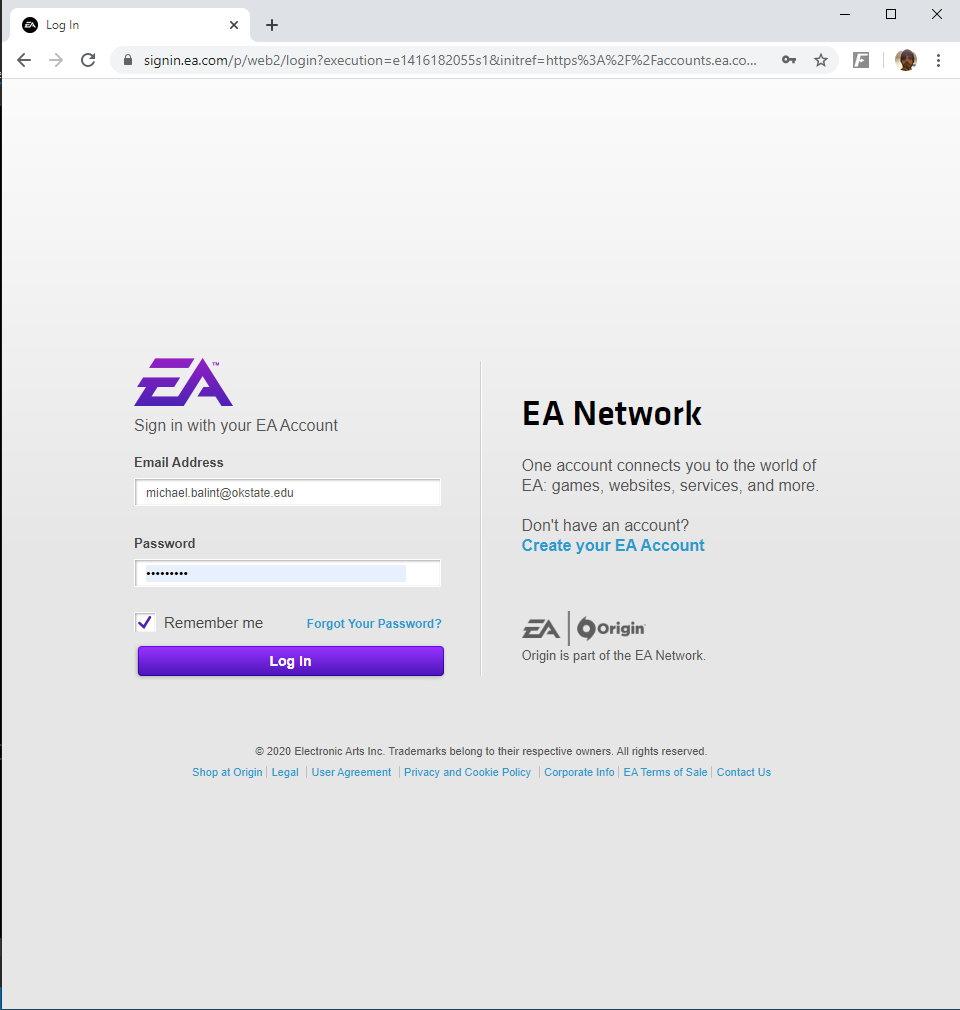 Log In
signin.ea.com/p/web2/login?execution=e1416182055s1&initref=https%3A%2F%2Faccounts.ea.co...
EA™
Sign in with your EA Account
Email Address
michael.balint@okstate.edu
Password
•••••••••
Remember me
Forgot Your Password?
Log In
EA Network
One account connects you to the world of
EA: games, websites, services, and more.
Don't have an account?
Create your EA Account
EA | Origin
Origin is part of the EA Network.
© 2020 Electronic Arts Inc. Trademarks belong to their respective owners. All rights reserved.
Shop at Origin | Legal | User Agreement | Privacy and Cookie Policy | Corporate Info | EA Terms of Sale | Contact Us